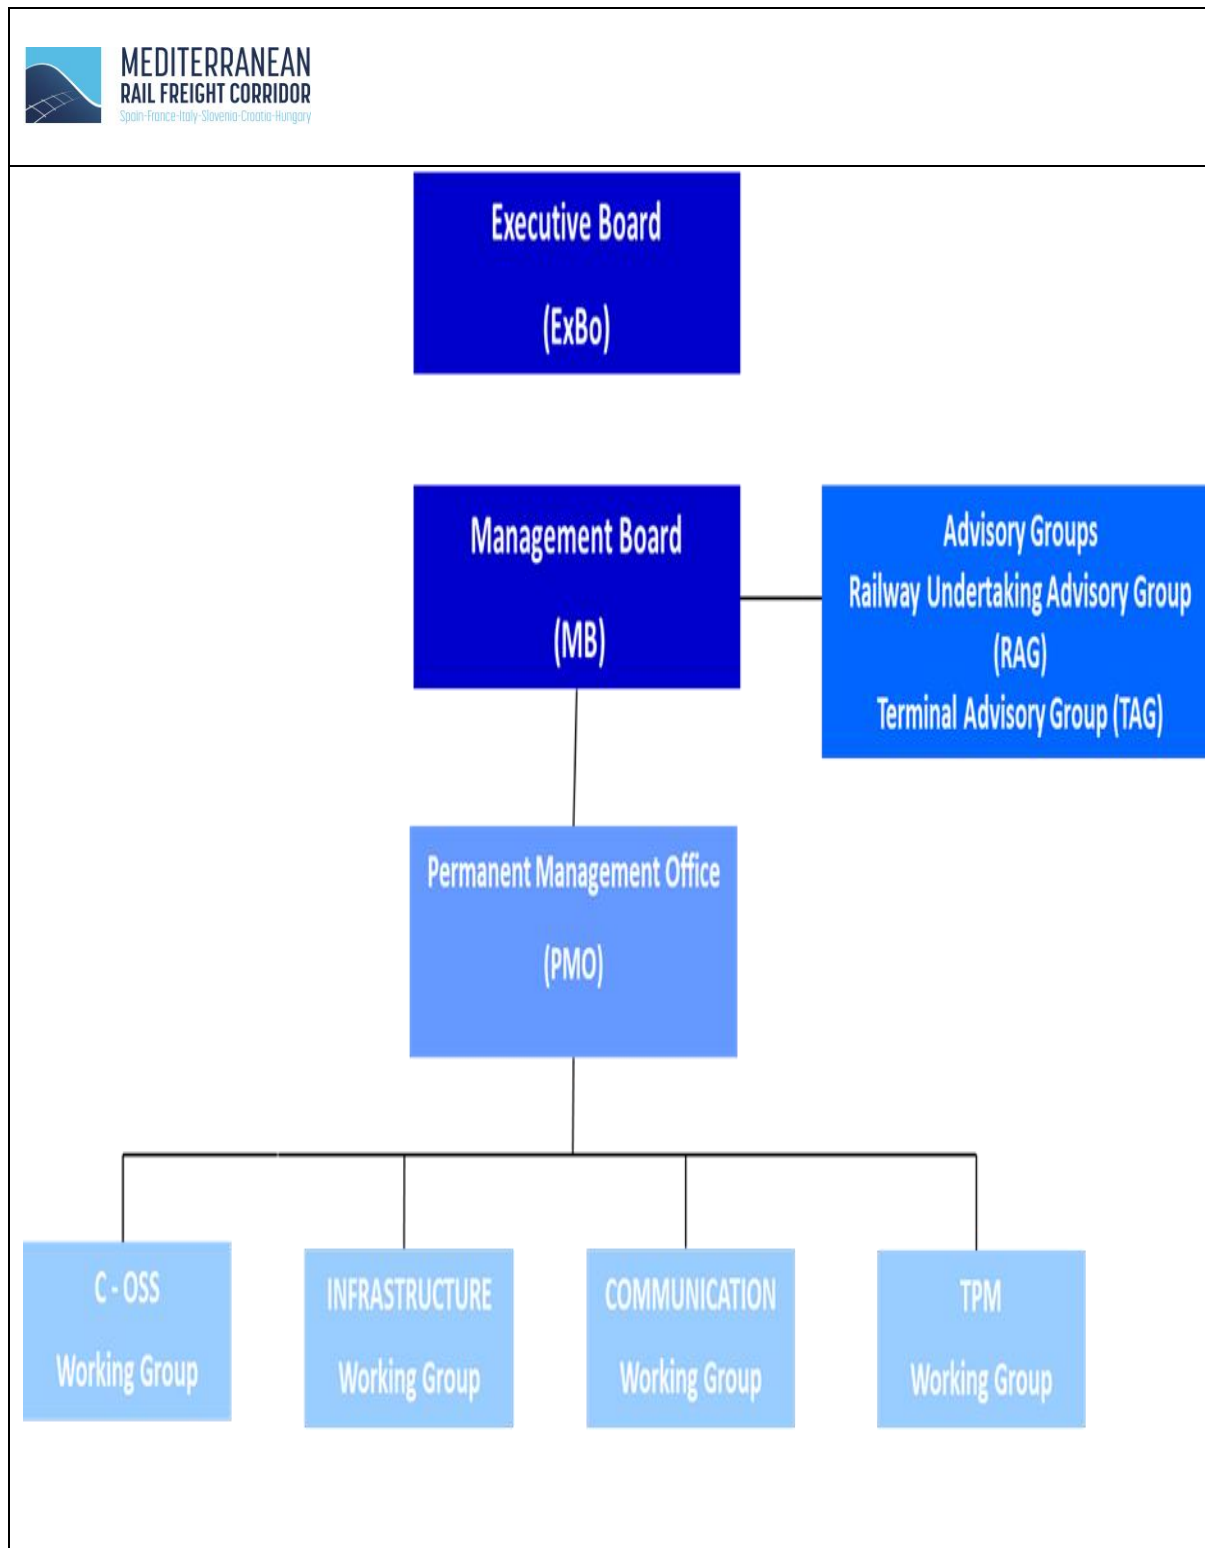 MEDITERRANEAN
RAIL FREIGHT CORRIDOR
Spain-France-Italy-Slovenia-Croatia-Hungary
Executive Board
(ExBo)
Management Board
(MB)
Advisory Groups
Railway Undertaking Advisory Group
(RAG)
Terminal Advisory Group (TAG)
Permanent Management Office
(PMO)
C - OSS
Working Group
INFRASTRUCTURE
Working Group
COMMUNICATION
Working Group
TPM
Working Group